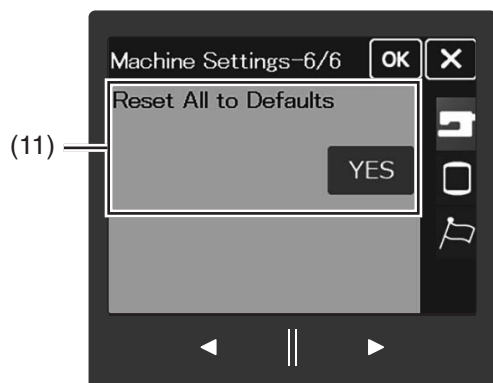 Machine Settings-6/6 OK X
Reset All to Defaults
(11)
YES